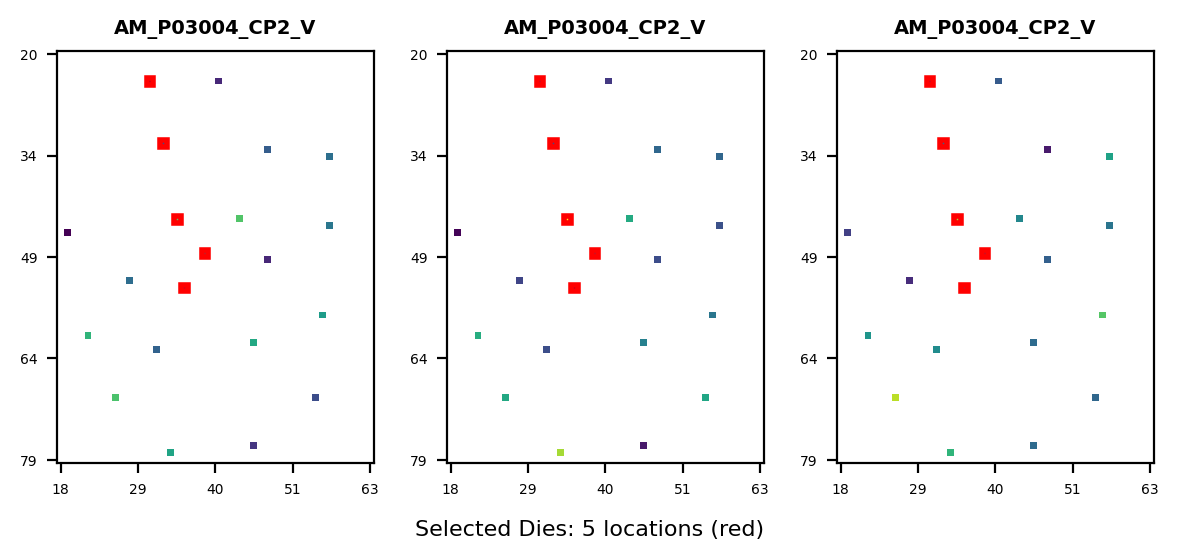 AM_P03004_CP2_V AM_P03004_CP2_V AM_P03004_CP2_V
20 20 20
34 34 34
49 49 49
64 64 64
79 79 79
18 29 40 51 63 18 29 40 51 63 18 29 40 51 63
Selected Dies: 5 locations (red)